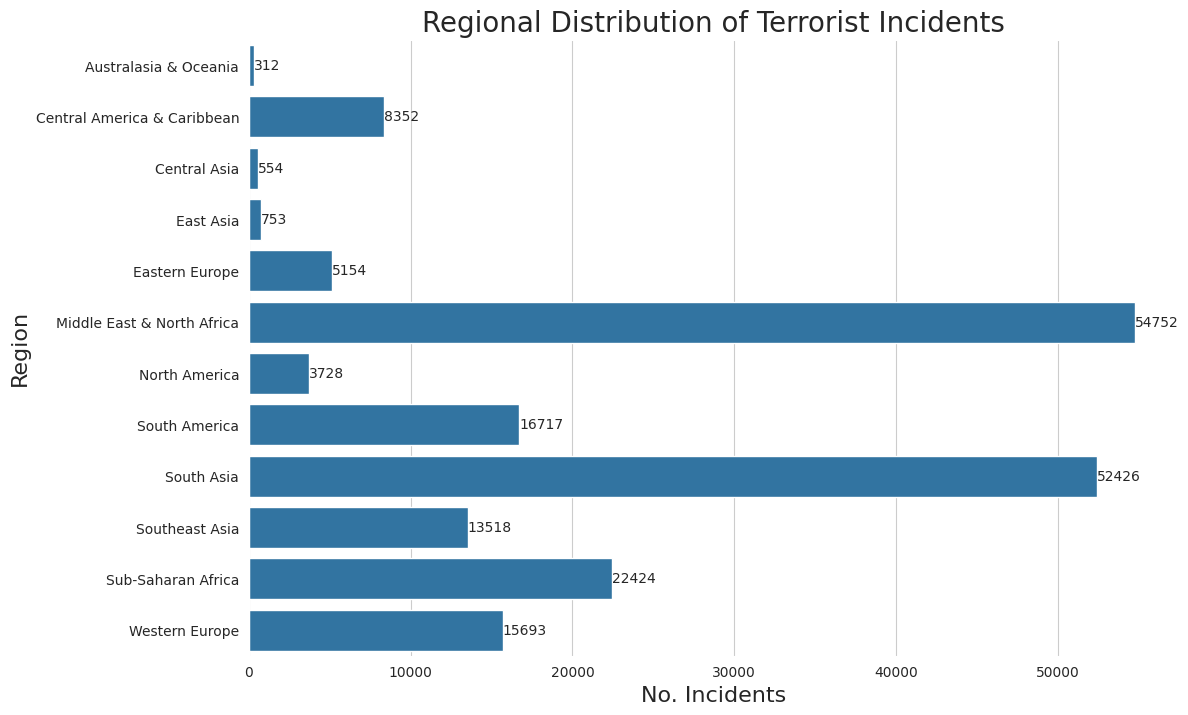 Regional Distribution of Terrorist Incidents
Australasia & Oceania 312
Central America & Caribbean 8352
Central Asia 554
East Asia 753
Eastern Europe 5154
Middle East & North Africa 54752
North America 3728
South America 16717
South Asia 52426
Southeast Asia 13518
Sub-Saharan Africa 22424
Western Europe 15693
Region
0 10000 20000 30000 40000 50000
No. Incidents